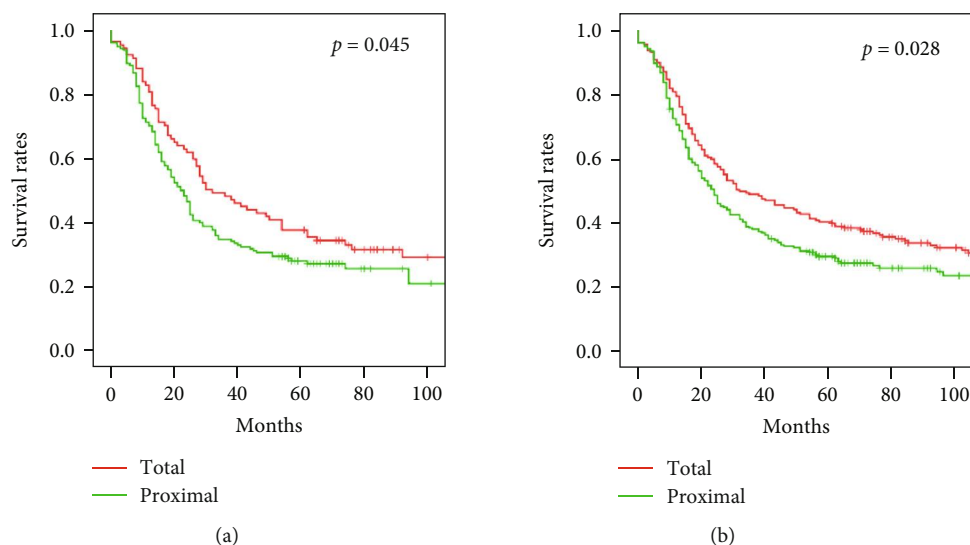 1.0
0.8
0.6
0.4
0.2
0.0
Survival rates
p = 0.045
0 20 40 60 80 100
Months
Total
Proximal
(a)
1.0
0.8
0.6
0.4
0.2
0.0
Survival rates
p = 0.028
0 20 40 60 80 100
Months
Total
Proximal
(b)